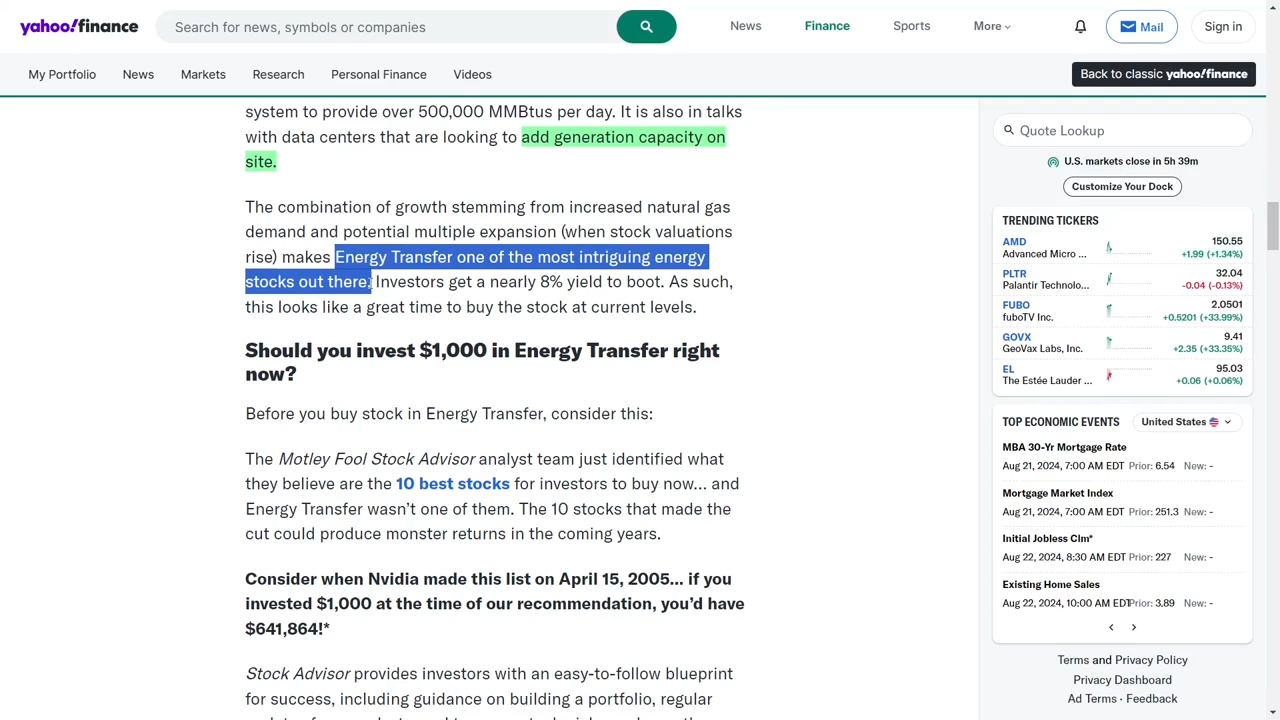 yahoo!finance
Search for news, symbols or companies
News
Finance
Sports
More
Mail
Sign in
My Portfolio
News
Markets
Research
Personal Finance
Videos
Back to classic yahoo!finance
system to provide over 500,000 MMBtus per day. It is also in talks
with data centers that are looking to add generation capacity on
site.
The combination of growth stemming from increased natural gas
demand and potential multiple expansion (when stock valuations
rise) makes Energy Transfer one of the most intriguing energy
stocks out there. Investors get a nearly 8% yield to boot. As such,
this looks like a great time to buy the stock at current levels.
Should you invest $1,000 in Energy Transfer right
now?
Before you buy stock in Energy Transfer, consider this:
The Motley Fool Stock Advisor analyst team just identified what
they believe are the 10 best stocks for investors to buy now… and
Energy Transfer wasn’t one of them. The 10 stocks that made the
cut could produce monster returns in the coming years.
Consider when Nvidia made this list on April 15, 2005... if you
invested $1,000 at the time of our recommendation, you’d have
$641,864!*
Stock Advisor provides investors with an easy-to-follow blueprint
for success, including guidance on building a portfolio, regular
Quote Lookup
U.S. markets close in 5h 39m
Customize Your Dock
TRENDING TICKERS
AMD 150.55
Advanced Micro ... +1.99 (+1.34%)
PLTR 32.04
Palantir Technolo... -0.04 (-0.13%)
FUBO 2.0501
fuboTV Inc. +0.5201 (+33.99%)
GOVX 9.41
GeoVax Labs, Inc. +2.35 (+33.35%)
EL 95.03
The Estée Lauder ... +0.06 (+0.06%)
TOP ECONOMIC EVENTS United States
MBA 30-Yr Mortgage Rate
Aug 21, 2024, 7:00 AM EDT Prior: 6.54 New: -
Mortgage Market Index
Aug 21, 2024, 7:00 AM EDT Prior: 251.3 New: -
Initial Jobless Clm*
Aug 22, 2024, 8:30 AM EDT Prior: 227 New: -
Existing Home Sales
Aug 22, 2024, 10:00 AM EDT Prior: 3.89 New: -
Terms and Privacy Policy
Privacy Dashboard
Ad Terms · Feedback